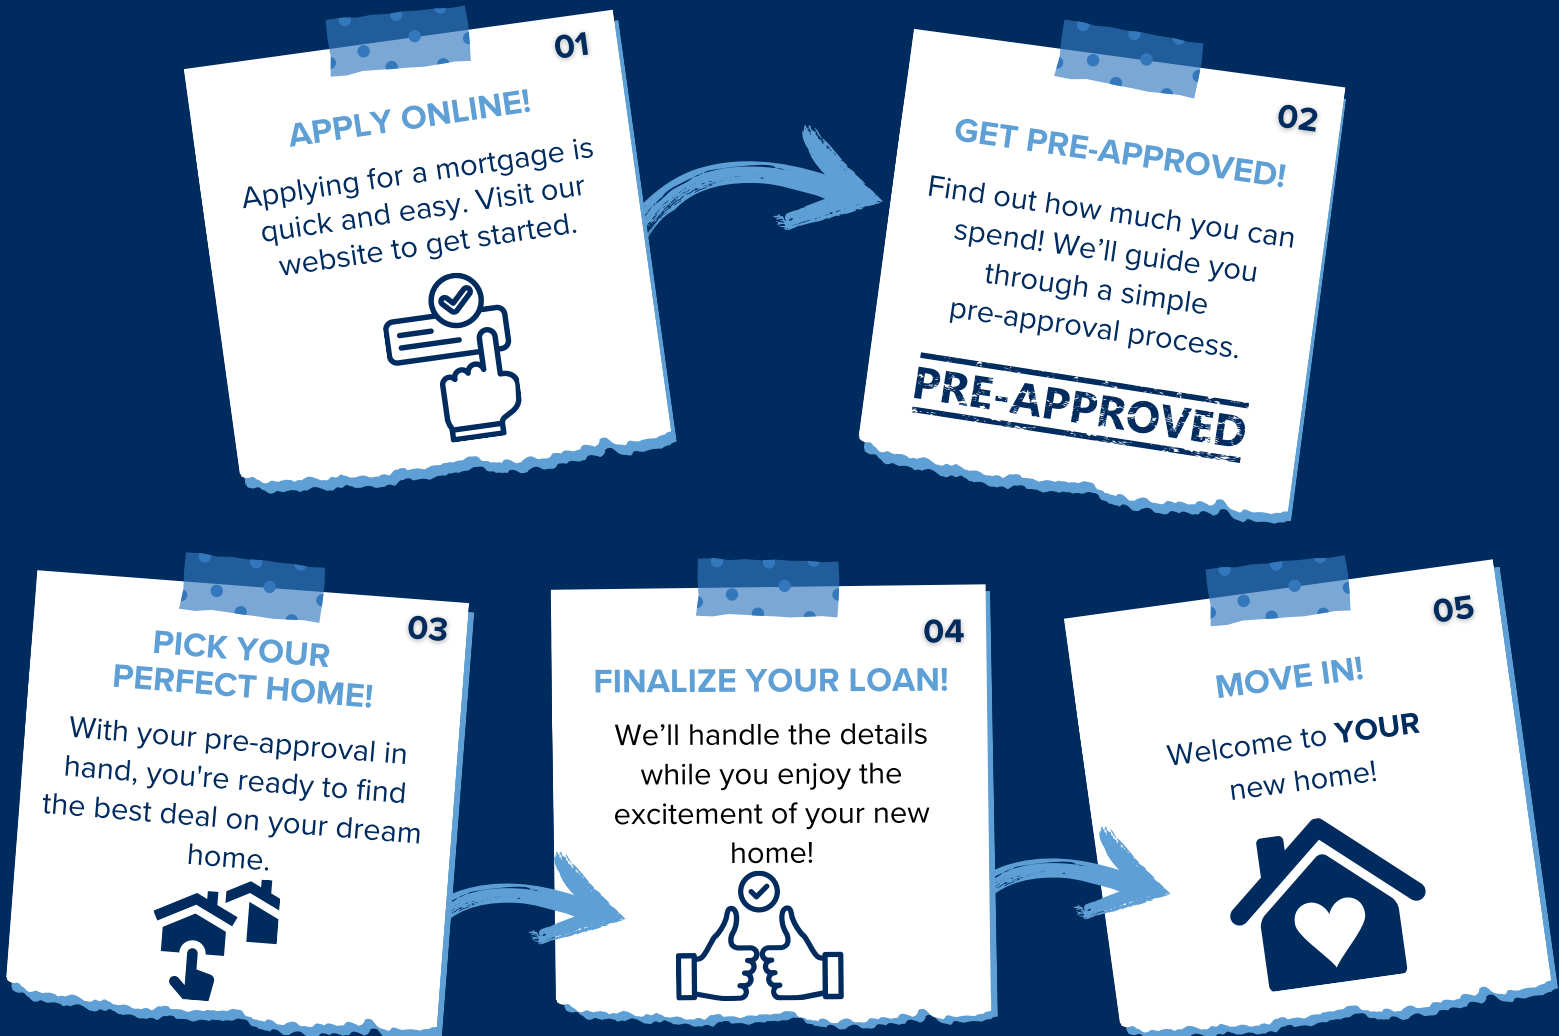 01
APPLY ONLINE!
Applying for a mortgage is
quick and easy. Visit our
website to get started.
02
GET PRE-APPROVED!
Find out how much you can
spend! We’ll guide you
through a simple
pre-approval process.
PRE-APPROVED
03
PICK YOUR
PERFECT HOME!
With your pre-approval in
hand, you're ready to find
the best deal on your dream
home.
04
FINALIZE YOUR LOAN!
We’ll handle the details
while you enjoy the
excitement of your new
home!
05
MOVE IN!
Welcome to YOUR
new home!